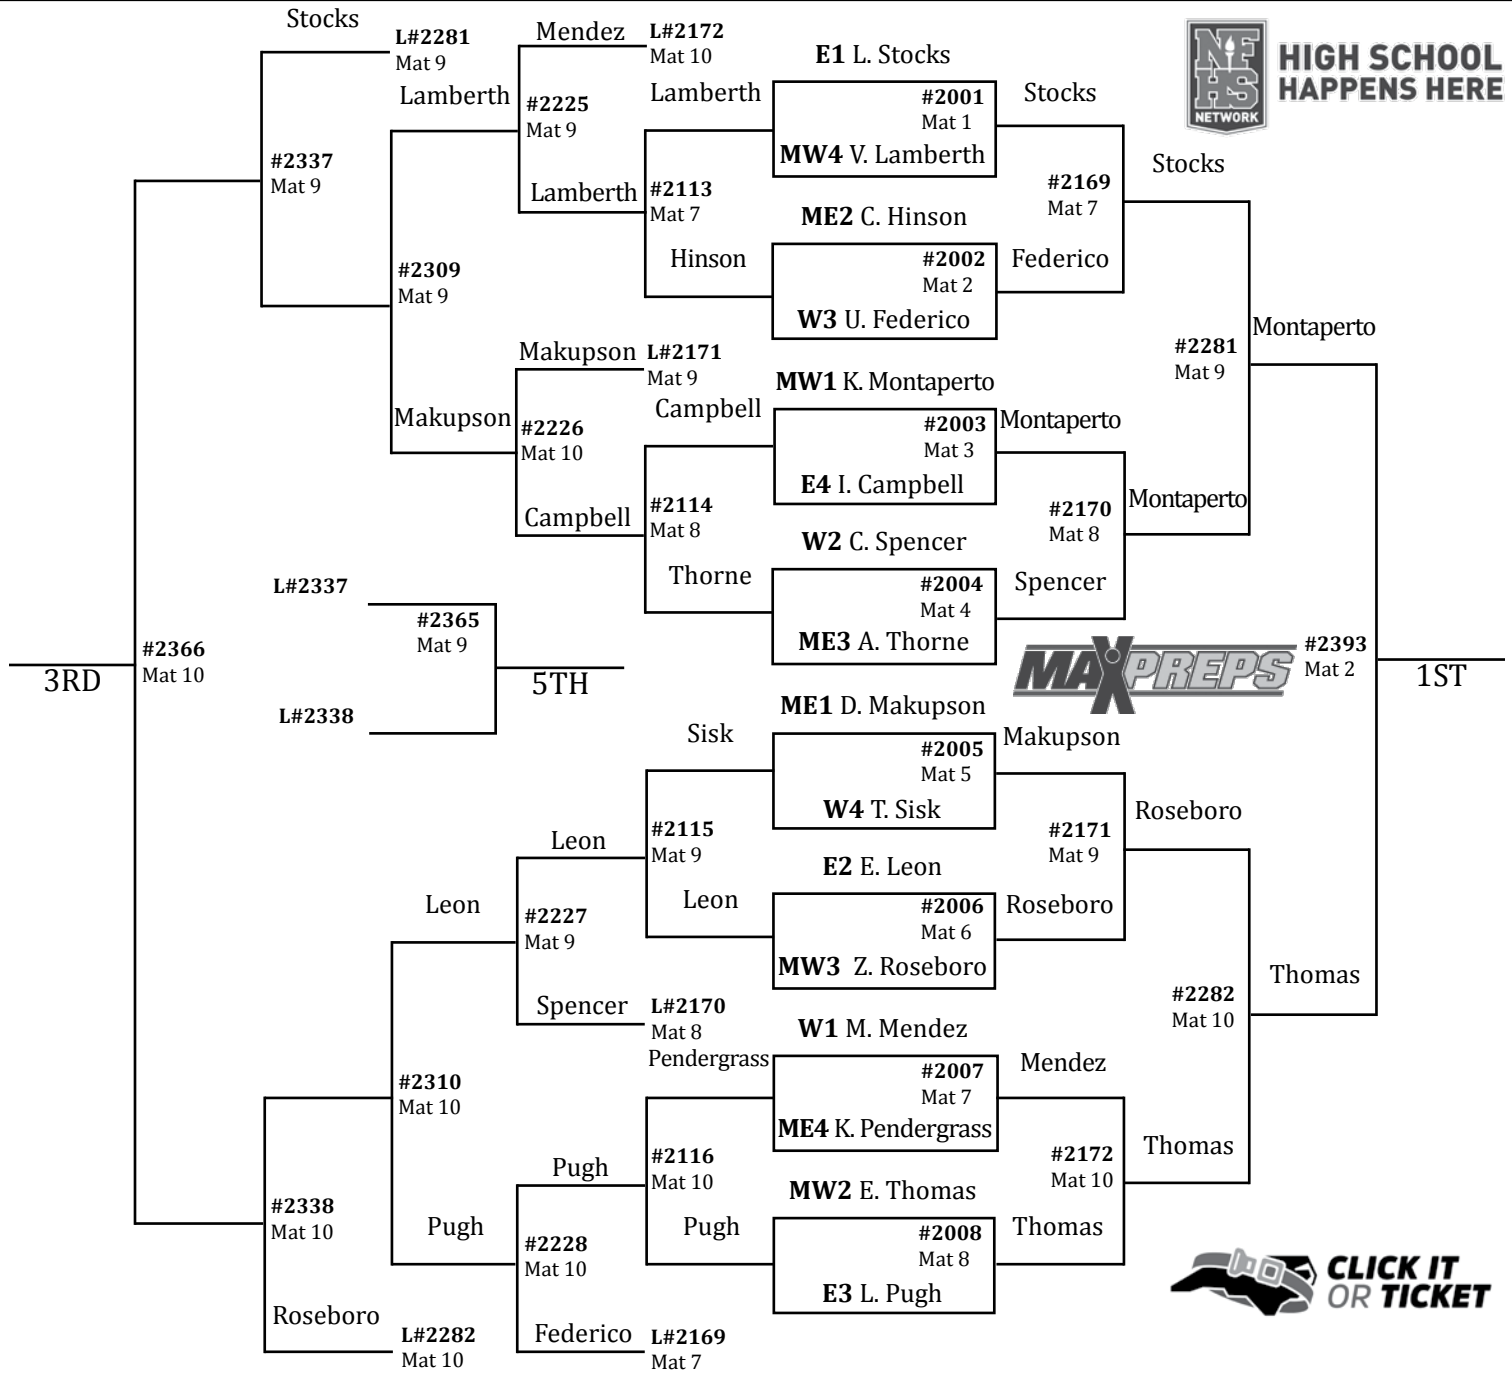 Stocks
L#2281
Mat 9
Mendez
L#2172
Mat 10
E1 L. Stocks
NFHS
NETWORK
HIGH SCHOOL
HAPPENS HERE
Lamberth
#2225
Mat 9
Lamberth
#2001
Mat 1
Stocks
MW4 V. Lamberth
#2337
Mat 9
Lamberth
#2113
Mat 7
#2169
Mat 7
Stocks
ME2 C. Hinson
#2309
Mat 9
Hinson
#2002
Mat 2
Federico
W3 U. Federico
Makupson
L#2171
Mat 9
#2281
Mat 9
Montaperto
MW1 K. Montaperto
Makupson
#2226
Mat 10
Campbell
#2003
Mat 3
Montaperto
E4 I. Campbell
Campbell
#2114
Mat 8
#2170
Mat 8
Montaperto
W2 C. Spencer
Thorne
#2004
Mat 4
Spencer
ME3 A. Thorne
L#2337
#2365
Mat 9
#2366
Mat 10
3RD
5TH
L#2338
MAXPREPS
#2393
Mat 2
1ST
ME1 D. Makupson
Sisk
#2005
Mat 5
Makupson
W4 T. Sisk
Leon
#2115
Mat 9
#2171
Mat 9
Roseboro
E2 E. Leon
Leon
#2227
Mat 9
Leon
#2006
Mat 6
Roseboro
MW3 Z. Roseboro
Spencer
L#2170
Mat 8
#2282
Mat 10
Thomas
W1 M. Mendez
#2310
Mat 10
Pendergrass
#2007
Mat 7
Mendez
ME4 K. Pendergrass
Pugh
#2116
Mat 10
#2172
Mat 10
Thomas
MW2 E. Thomas
#2338
Mat 10
Pugh
#2228
Mat 10
Pugh
#2008
Mat 8
Thomas
E3 L. Pugh
Roseboro
L#2282
Mat 10
Federico
L#2169
Mat 7
CLICK IT
OR TICKET